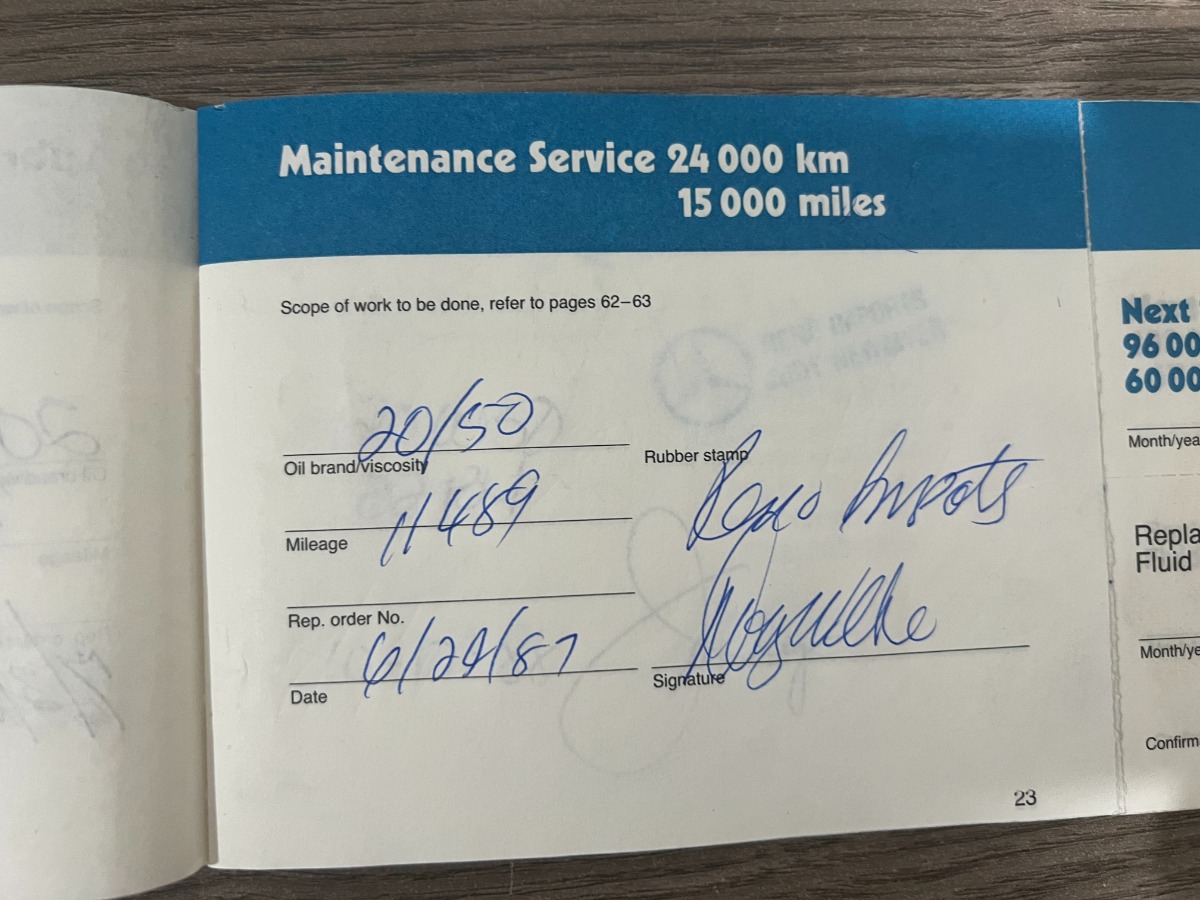 Maintenance Service 24 000 km
15 000 miles
Scope of work to be done, refer to pages 62–63
20/50
Oil brand/viscosity
Rubber stamp
11489
Mileage
Imports
Rep. order No.
6/24/87
Date
Signature
23
Next
96 00
60 00
Month/yea
Repla
Fluid
Month/ye
Confirm